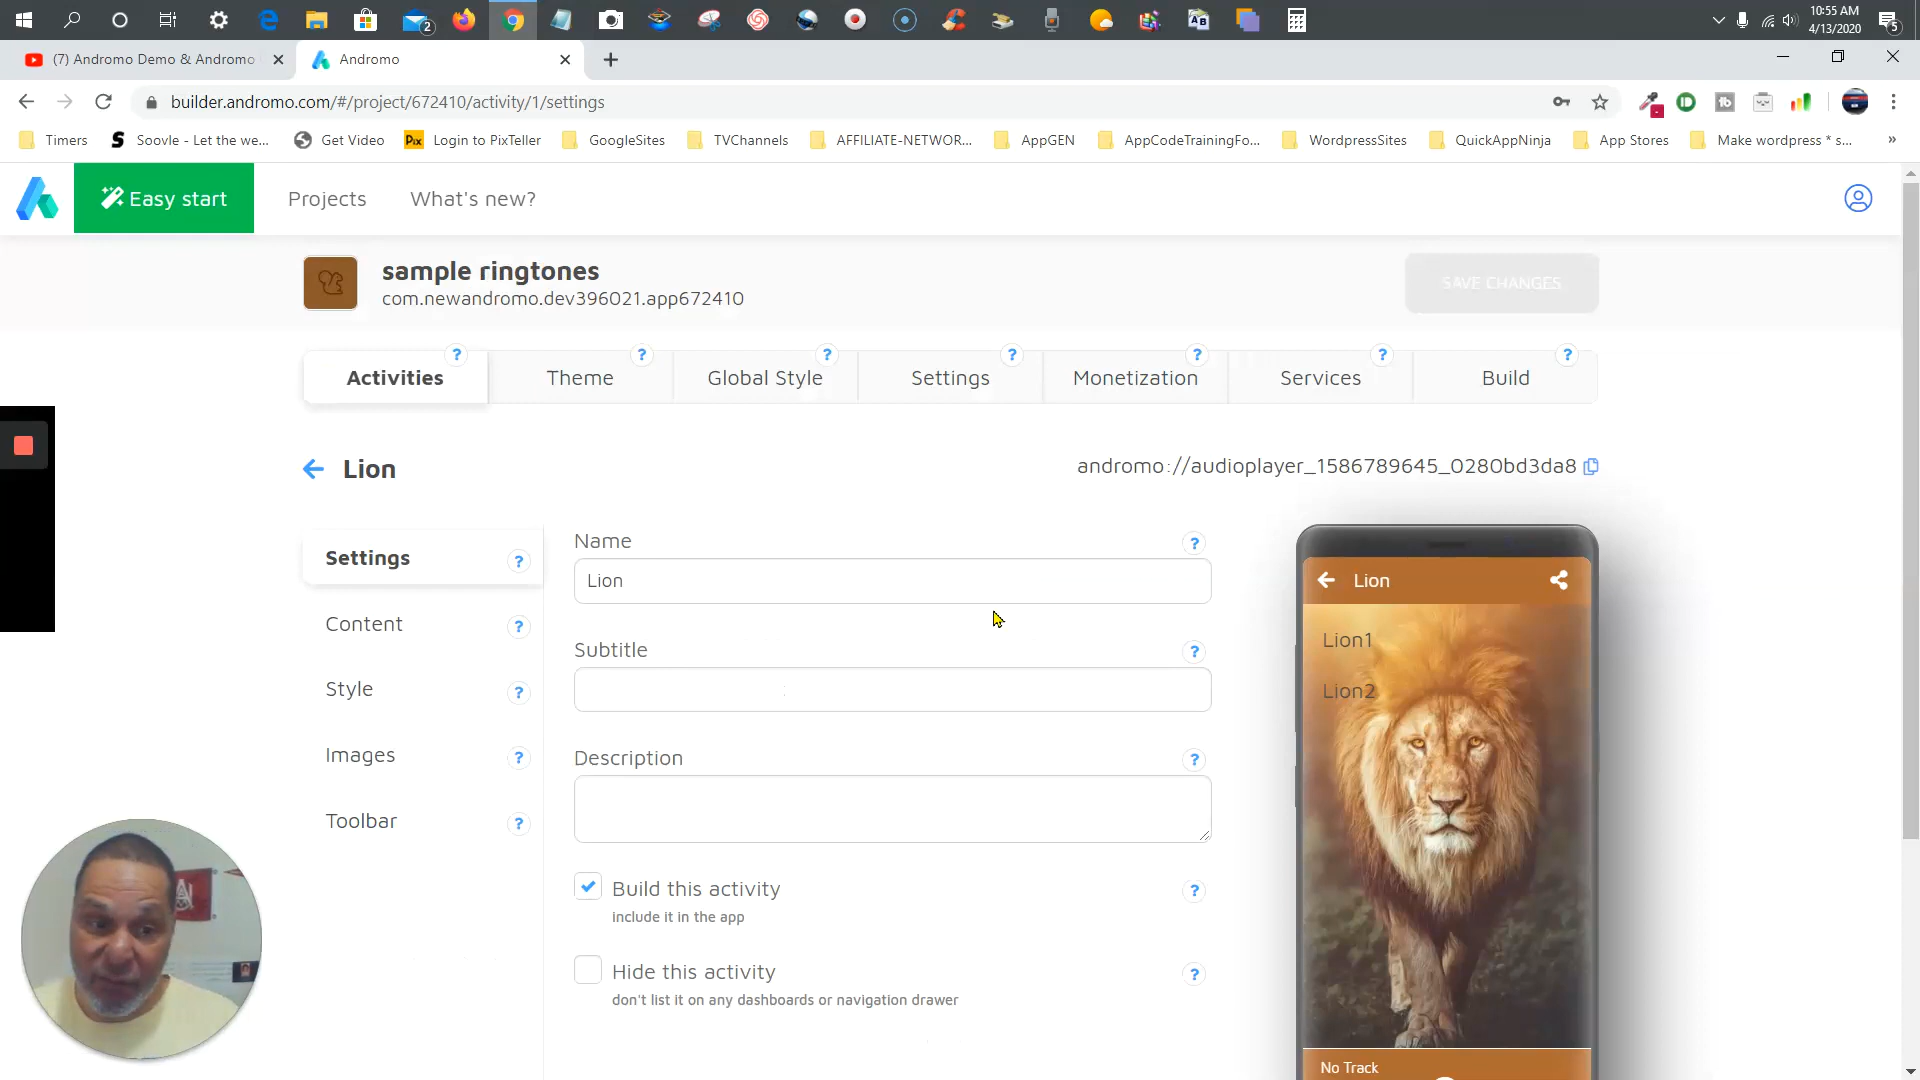 2
10:55 AM
4/13/2020
5
(7) Andromo Demo & Andromo
Andromo
builder.andromo.com/#/project/672410/activity/1/settings
Timers
S Soovle - Let the we...
Get Video
Pix Login to PixTeller
GoogleSites
TVChannels
AFFILIATE-NETWOR...
AppGEN
AppCodeTrainingFo...
WordpressSites
QuickAppNinja
App Stores
Make wordpress * s...
»
Easy start
Projects
What's new?
sample ringtones
com.newandromo.dev396021.app672410
SAVE CHANGES
Activities ?
Theme ?
Global Style ?
Settings ?
Monetization ?
Services ?
Build ?
Lion
andromo://audioplayer_1586789645_0280bd3da8
Settings ?
Content ?
Style ?
Images ?
Toolbar ?
Name ?
Lion
Subtitle ?
Description ?
Build this activity ?
include it in the app
Hide this activity ?
don't list it on any dashboards or navigation drawer
Lion
Lion1
Lion2
No Track